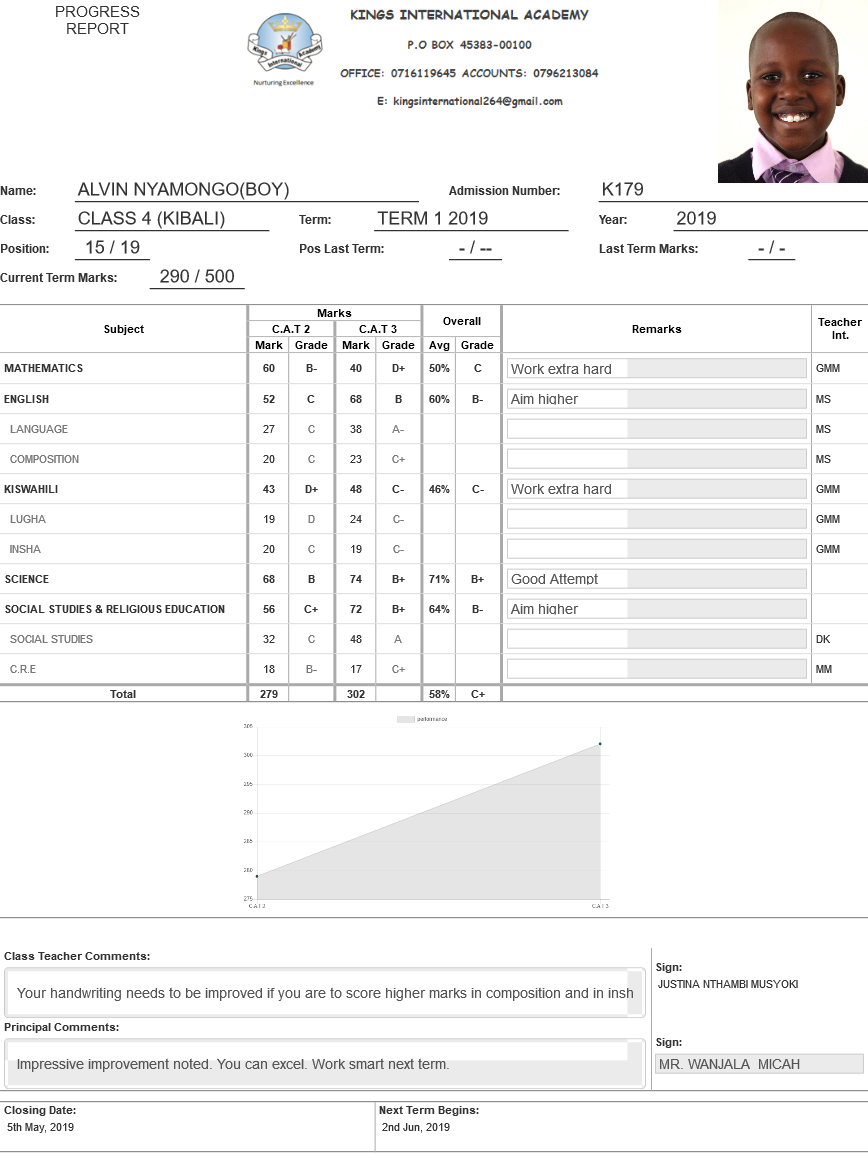 PROGRESS
REPORT
Kings International Academy
Nurturing Excellence
KINGS INTERNATIONAL ACADEMY
P.O BOX 45383-00100
OFFICE: 0716119645 ACCOUNTS: 0796213084
E: kingsinternational264@gmail.com
Name: ALVIN NYAMONGO(BOY) Admission Number: K179
Class: CLASS 4 (KIBALI) Term: TERM 1 2019 Year: 2019
Position: 15 / 19 Pos Last Term: - / -- Last Term Marks: - / -
Current Term Marks: 290 / 500
Subject Marks Overall Remarks Teacher Int.
C.A.T 2 C.A.T 3
Mark Grade Mark Grade Avg Grade
MATHEMATICS 60 B- 40 D+ 50% C Work extra hard GMM
ENGLISH 52 C 68 B 60% B- Aim higher MS
LANGUAGE 27 C 38 A- MS
COMPOSITION 20 C 23 C+ MS
KISWAHILI 43 D+ 48 C- 46% C- Work extra hard GMM
LUGHA 19 D 24 C- GMM
INSHA 20 C 19 C- GMM
SCIENCE 68 B 74 B+ 71% B+ Good Attempt
SOCIAL STUDIES & RELIGIOUS EDUCATION 56 C+ 72 B+ 64% B- Aim higher
SOCIAL STUDIES 32 C 48 A DK
C.R.E 18 B- 17 C+ MM
Total 279 302 58% C+
performance
305
300
295
290
285
280
275
C.A.T 2 C.A.T 3
Class Teacher Comments:
Your handwriting needs to be improved if you are to score higher marks in composition and in insh
Sign:
JUSTINA NTHAMBI MUSYOKI
Principal Comments:
Impressive improvement noted. You can excel. Work smart next term.
Sign:
MR. WANJALA MICAH
Closing Date: Next Term Begins:
5th May, 2019 2nd Jun, 2019